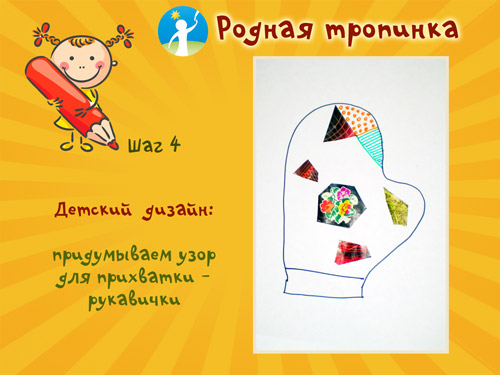 Родная тропинка
Шаг 4
Детский дизайн:
придумываем узор
для прихватки -
рукавички